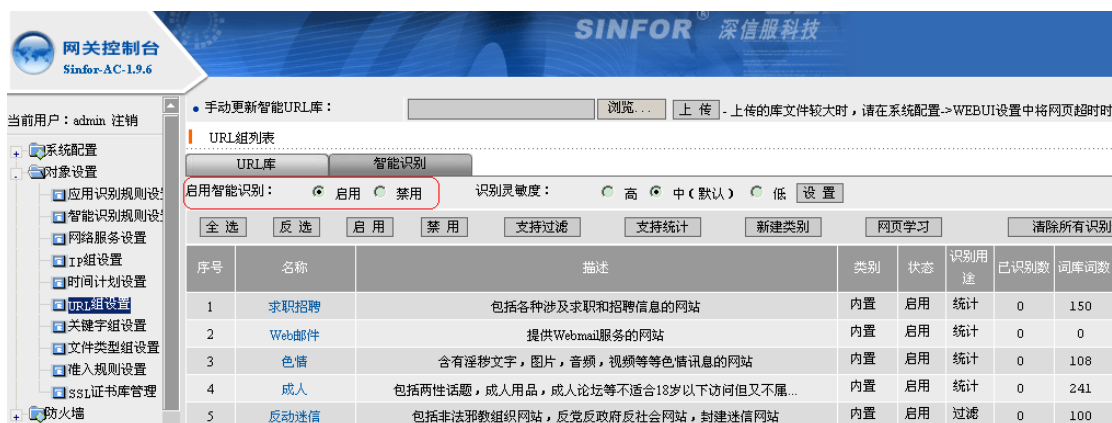 SINFOR® 深信服科技
网关控制台
Sinfor-AC-1.9.6
当前用户：admin 注销
系统配置
对象设置
应用识别规则设
智能识别规则设
网络服务设置
IP组设置
时间计划设置
URL组设置
关键字组设置
文件类型组设置
准入规则设置
SSL证书库管理
防火墙
手动更新智能URL库： 浏览... 上 传 - 上传的库文件较大时，请在系统配置->WEBUI设置中将网页超时时
URL组列表
URL库 智能识别
启用智能识别： 启用 禁用 识别灵敏度： 高 中(默认) 低 设 置
全 选 反 选 启 用 禁 用 支持过滤 支持统计 新建类别 网页学习 清除所有识别
序号 名称 描述 类别 状态 识别用途 已识别数 词库词数
1 求职招聘 包括各种涉及求职和招聘信息的网站 内置 启用 统计 0 150
2 Web邮件 提供Webmail服务的网站 内置 启用 统计 0 0
3 色情 含有淫秽文字，图片，音频，视频等等色情讯息的网站 内置 启用 统计 0 108
4 成人 包括两性话题，成人用品，成人论坛等不适合18岁以下访问但又不属... 内置 启用 统计 0 241
5 反动迷信 包括非法邪教组织网站，反党反政府反社会网站，封建迷信网站 内置 启用 过滤 0 100